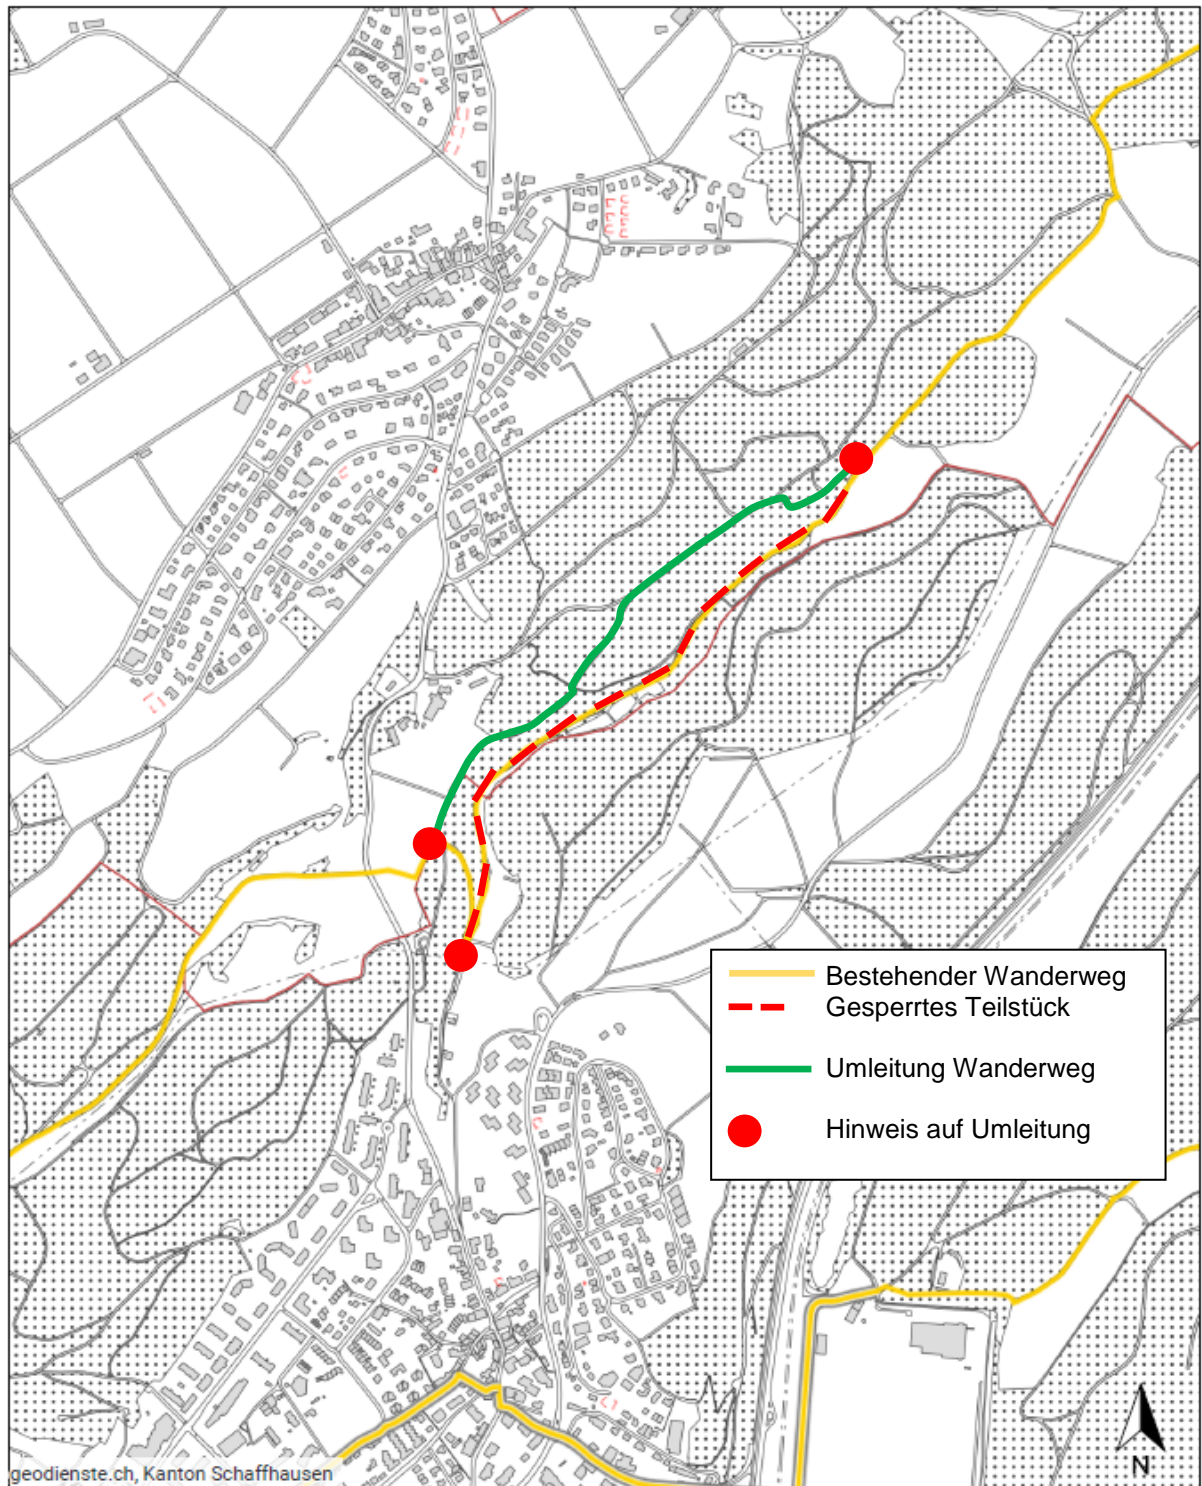 Bestehender Wanderweg
Gesperrtes Teilstück
Umleitung Wanderweg
Hinweis auf Umleitung
N
geodienste.ch, Kanton Schaffhausen